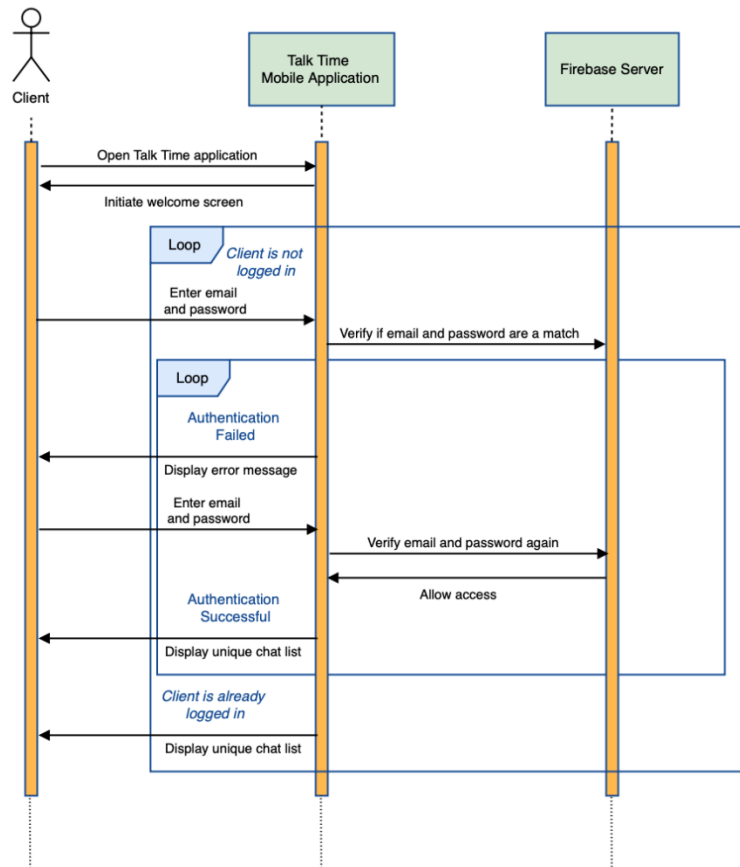 Talk Time
Mobile Application
Firebase Server
Client
Open Talk Time application
Initiate welcome screen
Loop
Client is not
logged in
Enter email
and password
Verify if email and password are a match
Loop
Authentication
Failed
Display error message
Enter email
and password
Verify email and password again
Allow access
Authentication
Successful
Display unique chat list
Client is already
logged in
Display unique chat list